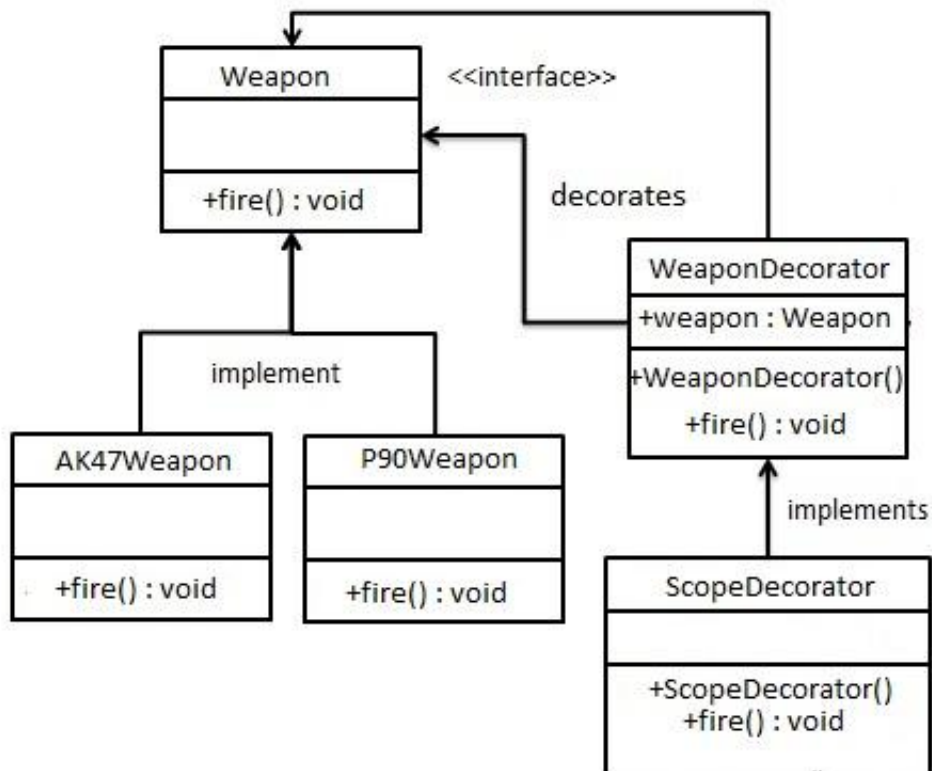 Weapon
<<interface>>
+fire() : void
decorates
WeaponDecorator
+weapon : Weapon
+WeaponDecorator()
+fire() : void
implement
AK47Weapon
+fire() : void
P90Weapon
+fire() : void
implements
ScopeDecorator
+ScopeDecorator()
+fire() : void